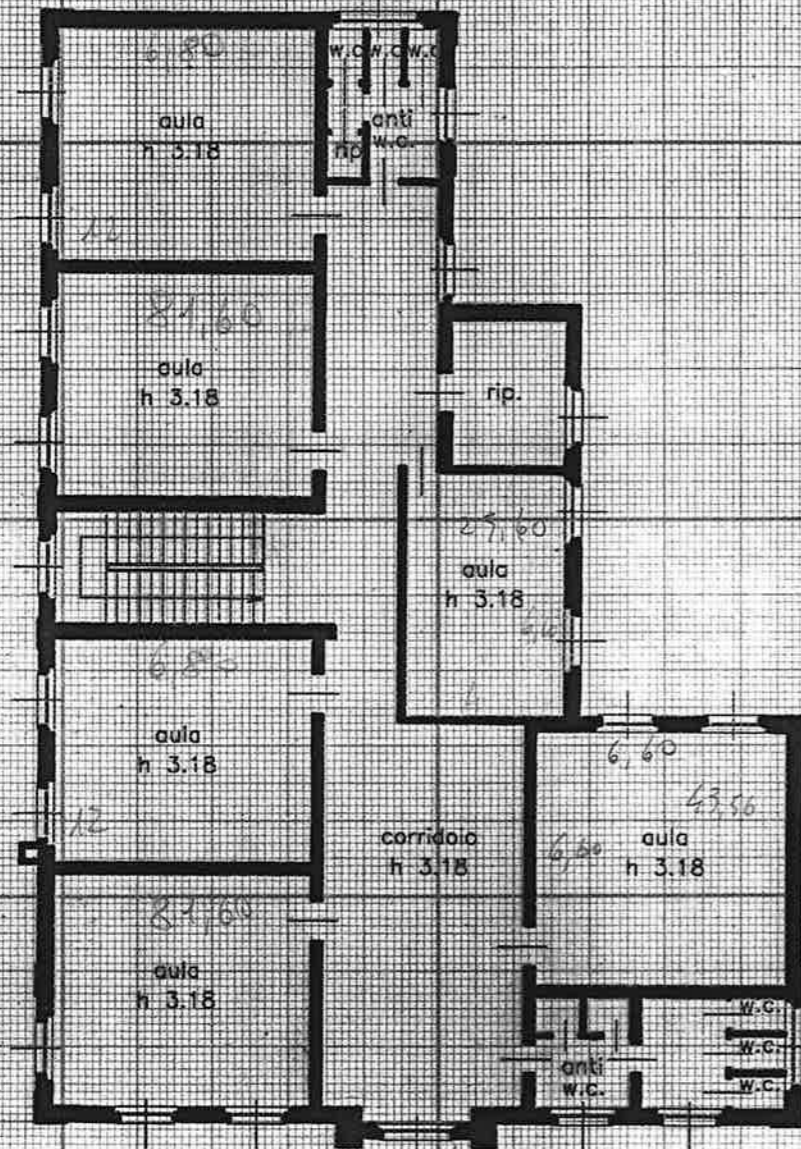 6,80
w.c. w.c. w.c.
aula
h 3.18
anti
w.c.
rip.
12
81,60
aula
h 3.18
rip.
aula
h 3.18
4
6,80
aula
h 3.18
12
6,60
43,56
6,60
aula
h 3.18
corridoio
h 3.18
81,60
aula
h 3.18
anti
w.c.
w.c.
w.c.
w.c.